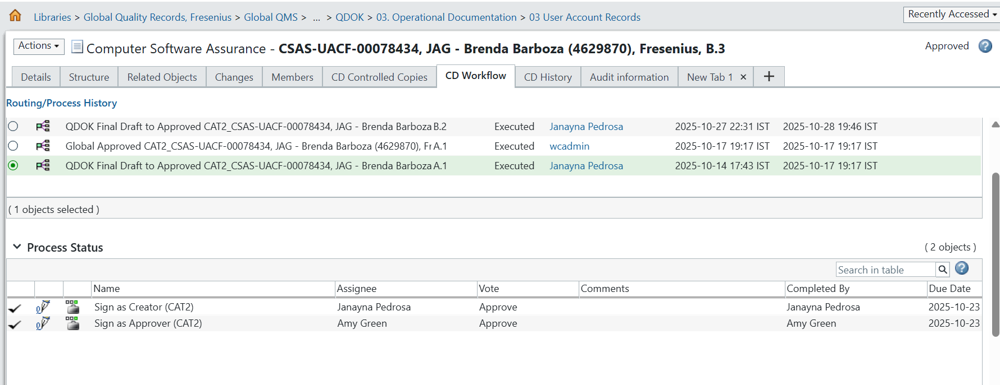 Libraries > Global Quality Records, Fresenius > Global QMS > ... > QDOK > 03. Operational Documentation > 03 User Account Records
Recently Accessed
Actions
Computer Software Assurance - CSAS-UACF-00078434, JAG - Brenda Barboza (4629870), Fresenius, B.3
Approved
Details Structure Related Objects Changes Members CD Controlled Copies CD Workflow CD History Audit information New Tab 1 × +
Routing/Process History
QDOK Final Draft to Approved CAT2_CSAS-UACF-00078434, JAG - Brenda Barboza B.2 Executed Janayna Pedrosa 2025-10-27 22:31 IST 2025-10-28 19:46 IST
Global Approved CAT2_CSAS-UACF-00078434, JAG - Brenda Barboza (4629870), Fr A.1 Executed wcadmin 2025-10-17 19:17 IST 2025-10-17 19:17 IST
QDOK Final Draft to Approved CAT2_CSAS-UACF-00078434, JAG - Brenda Barboza A.1 Executed Janayna Pedrosa 2025-10-14 17:43 IST 2025-10-17 19:17 IST
( 1 objects selected )
Process Status ( 2 objects )
Search in table
Name Assignee Vote Comments Completed By Due Date
Sign as Creator (CAT2) Janayna Pedrosa Approve Janayna Pedrosa 2025-10-23
Sign as Approver (CAT2) Amy Green Approve Amy Green 2025-10-23